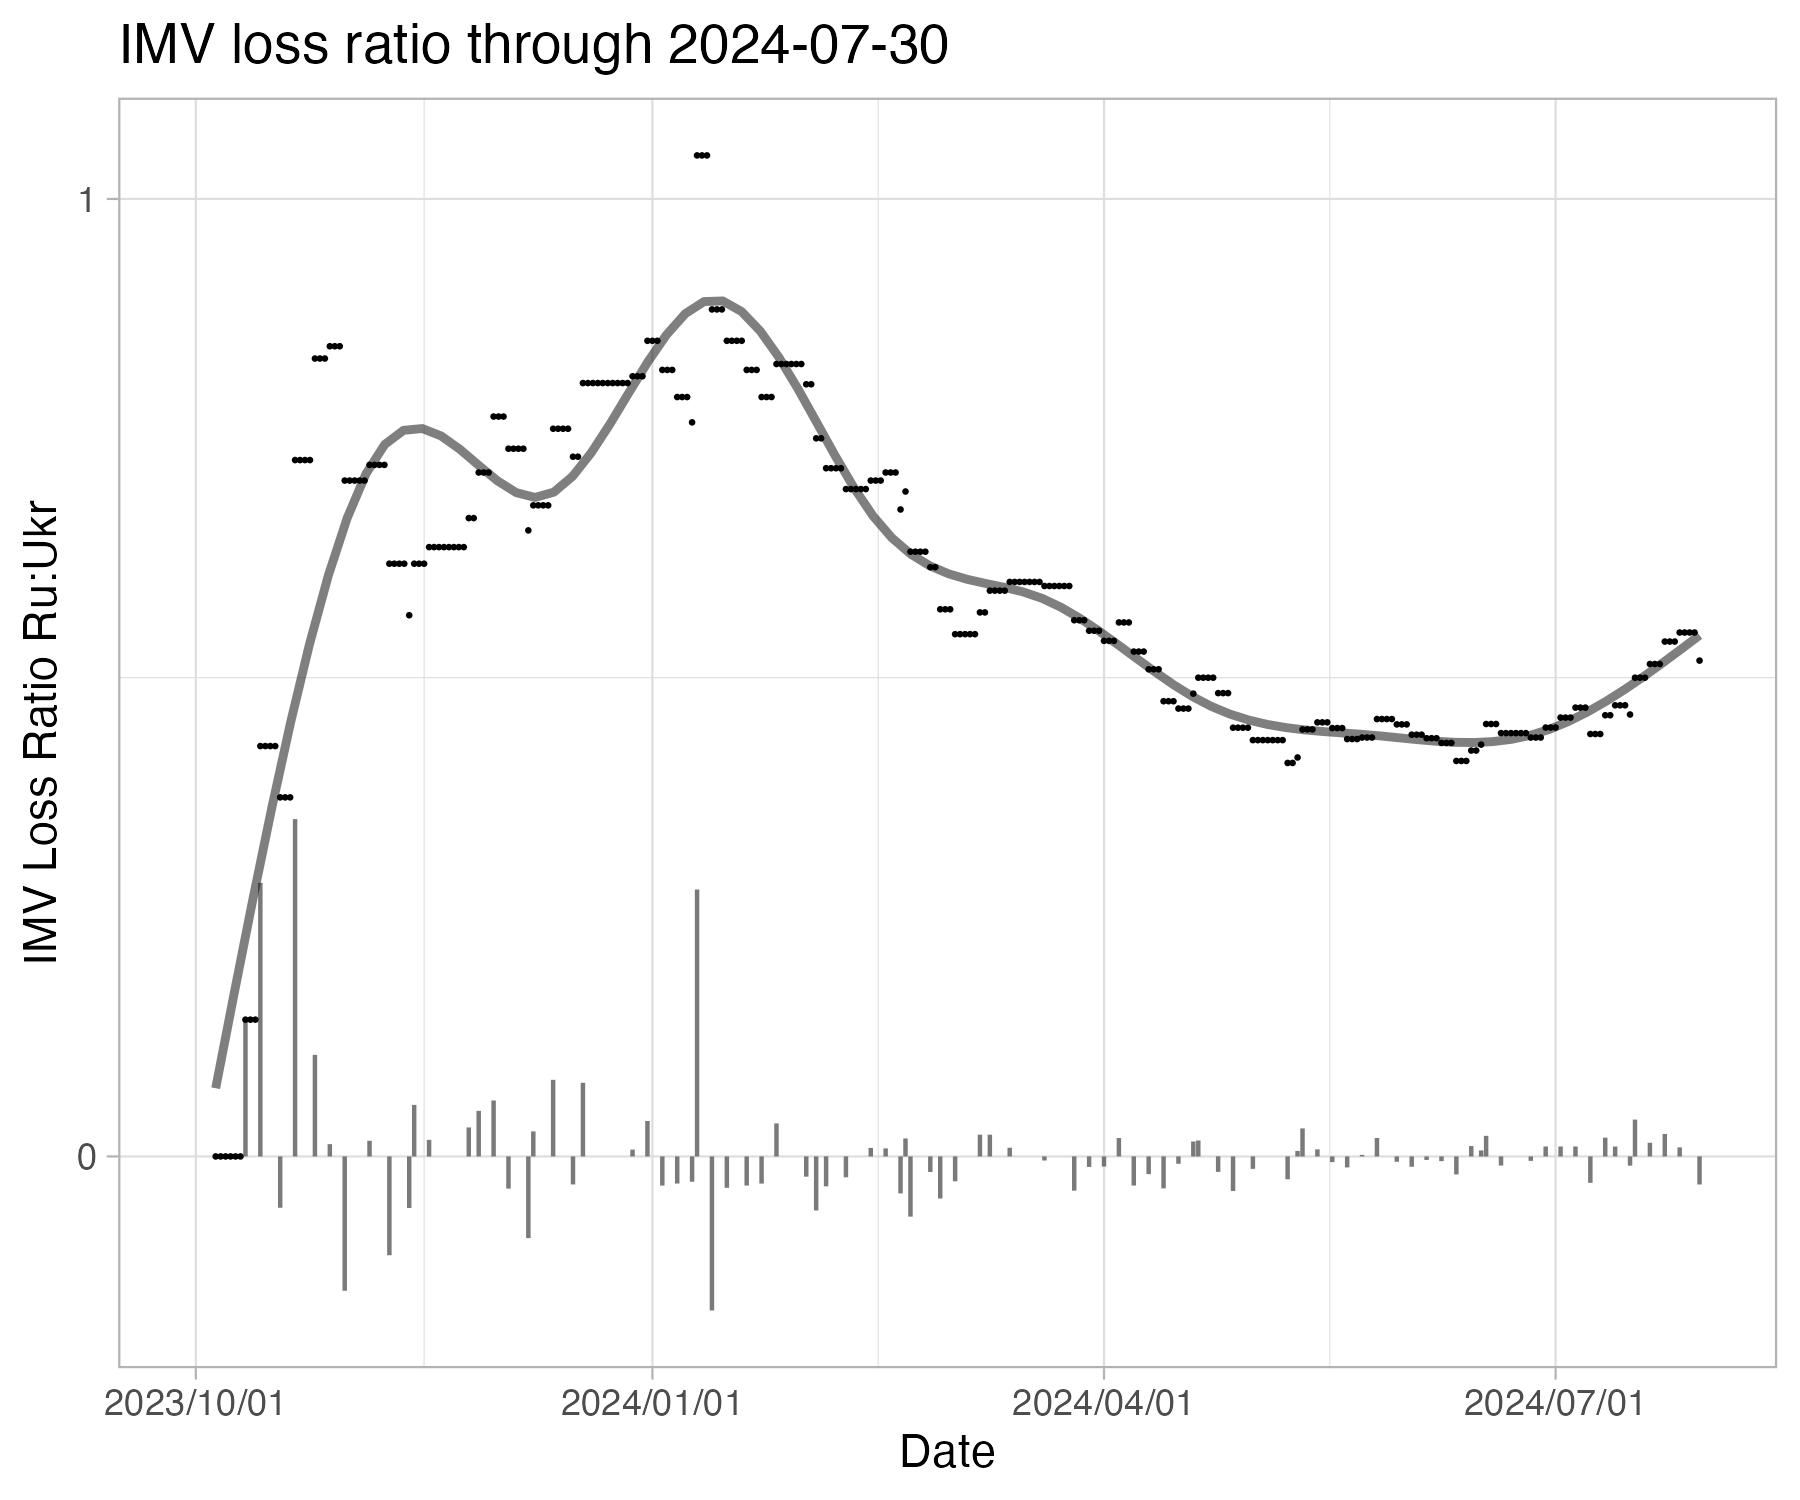 IMV loss ratio through 2024-07-30
IMV Loss Ratio Ru:Ukr
1
0
2023/10/01
2024/01/01
2024/04/01
2024/07/01
Date